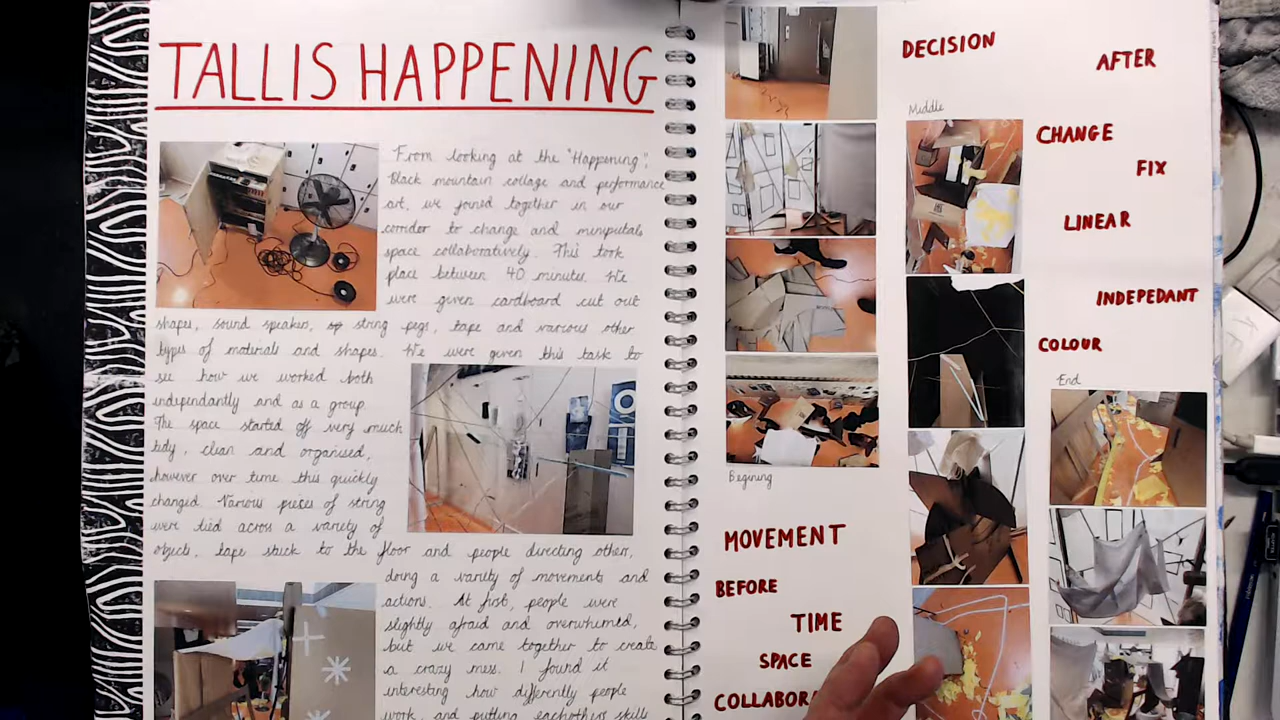 TALLIS HAPPENING
From looking at the "Happening",
Black mountain collage and performance
art, we joined together in our
corridor to change and minipulate
space collaboratively. This took
place between 40 minutes. We
were given cardboard cut out
shapes, sound speaker, string pegs, tape and various other
types of materials and shapes. We were given this task to
see how we worked both
independantly and as a group.
The space started off very much
tidy, clean and organised,
however over time this quickly
changed. Various pieces of string
were tied across a variety of
objects, tape stuck to the floor and people directing others,
doing a variety of movements and
actions. At first, people were
slightly afraid and overwhelmed,
but we came together to create
a crazy mess. I found it
interesting how differently people
work, and putting eachothers skills
Begining
MOVEMENT
BEFORE
TIME
SPACE
COLLABORA
DECISION
AFTER
Middle
CHANGE
FIX
LINEAR
INDEPEDANT
COLOUR
End